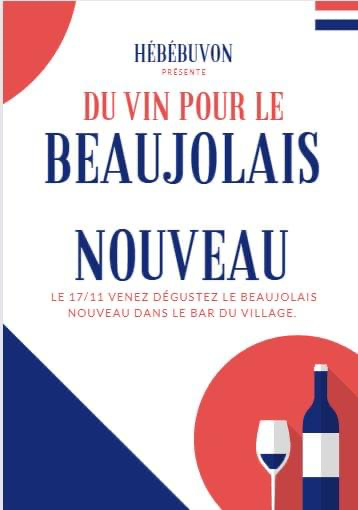 HÉBÉBUVON
PRÉSENTE
DU VIN POUR LE
BEAUJOLAIS
NOUVEAU
LE 17/11 VENEZ DÉGUSTEZ LE BEAUJOLAIS
NOUVEAU DANS LE BAR DU VILLAGE.